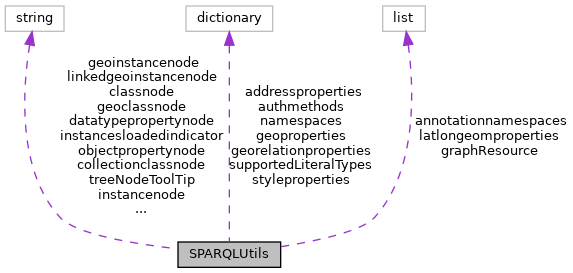 string
dictionary
list
geoinstancenode
linkedgeoinstancenode
classnode
geoclassnode
datatypepropertynode
instancesloadedindicator
objectpropertynode
collectionclassnode
treeNodeToolTip
instancenode
...
addressproperties
authmethods
namespaces
geoproperties
georelationproperties
supportedLiteralTypes
styleproperties
annotationnamespaces
latlongeomproperties
graphResource
SPARQLUtils